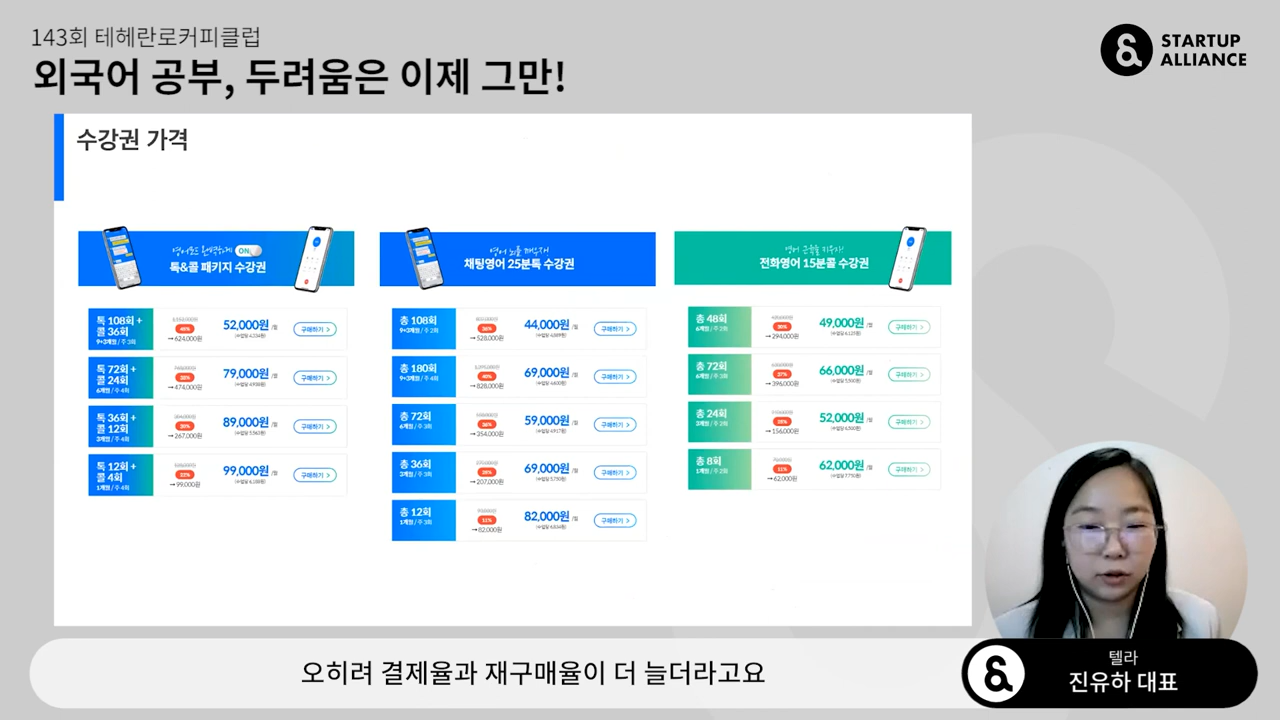 143회 테헤란로커피클럽
외국어 공부, 두려움은 이제 그만!
STARTUP
ALLIANCE
수강권 가격
ON
톡&콜 패키지 수강권
톡 108회 +
콜 36회
9+3개월 / 주 3회
49%
→ 624,000원
52,000원 /월
구매하기 >
톡 72회 +
콜 24회
6개월 / 주 4회
→ 474,000원
79,000원 /월
구매하기 >
톡 36회 +
콜 12회
3개월 / 주 4회
→ 267,000원
89,000원 /월
구매하기 >
톡 12회 +
콜 4회
1개월 / 주 4회
→ 99,000원
99,000원 /월
구매하기 >
채팅영어 25분톡 수강권
총 108회
9+3개월 / 주 2회
36%
→ 528,000원
44,000원 /월
구매하기 >
총 180회
9+3개월 / 주 4회
→ 828,000원
69,000원 /월
구매하기 >
총 72회
6개월 / 주 3회
36%
59,000원 /월
구매하기 >
총 36회
3개월 / 주 3회
→ 207,000원
69,000원 /월
구매하기 >
총 12회
1개월 / 주 3회
11%
→ 82,000원
82,000원 /월
구매하기 >
영어 근육을 키우자!
전화영어 15분콜 수강권
총 48회
6개월 / 주 2회
→ 294,000원
49,000원 /월
구매하기 >
총 72회
6개월 / 주 3회
→ 396,000원
66,000원 /월
구매하기 >
총 24회
3개월 / 주 2회
→ 156,000원
52,000원 /월
구매하기 >
총 8회
1개월 / 주 2회
11%
→ 62,000원
62,000원 /월
구매하기 >
오히려 결제율과 재구매율이 더 늘더라고요
텔라
진유하 대표